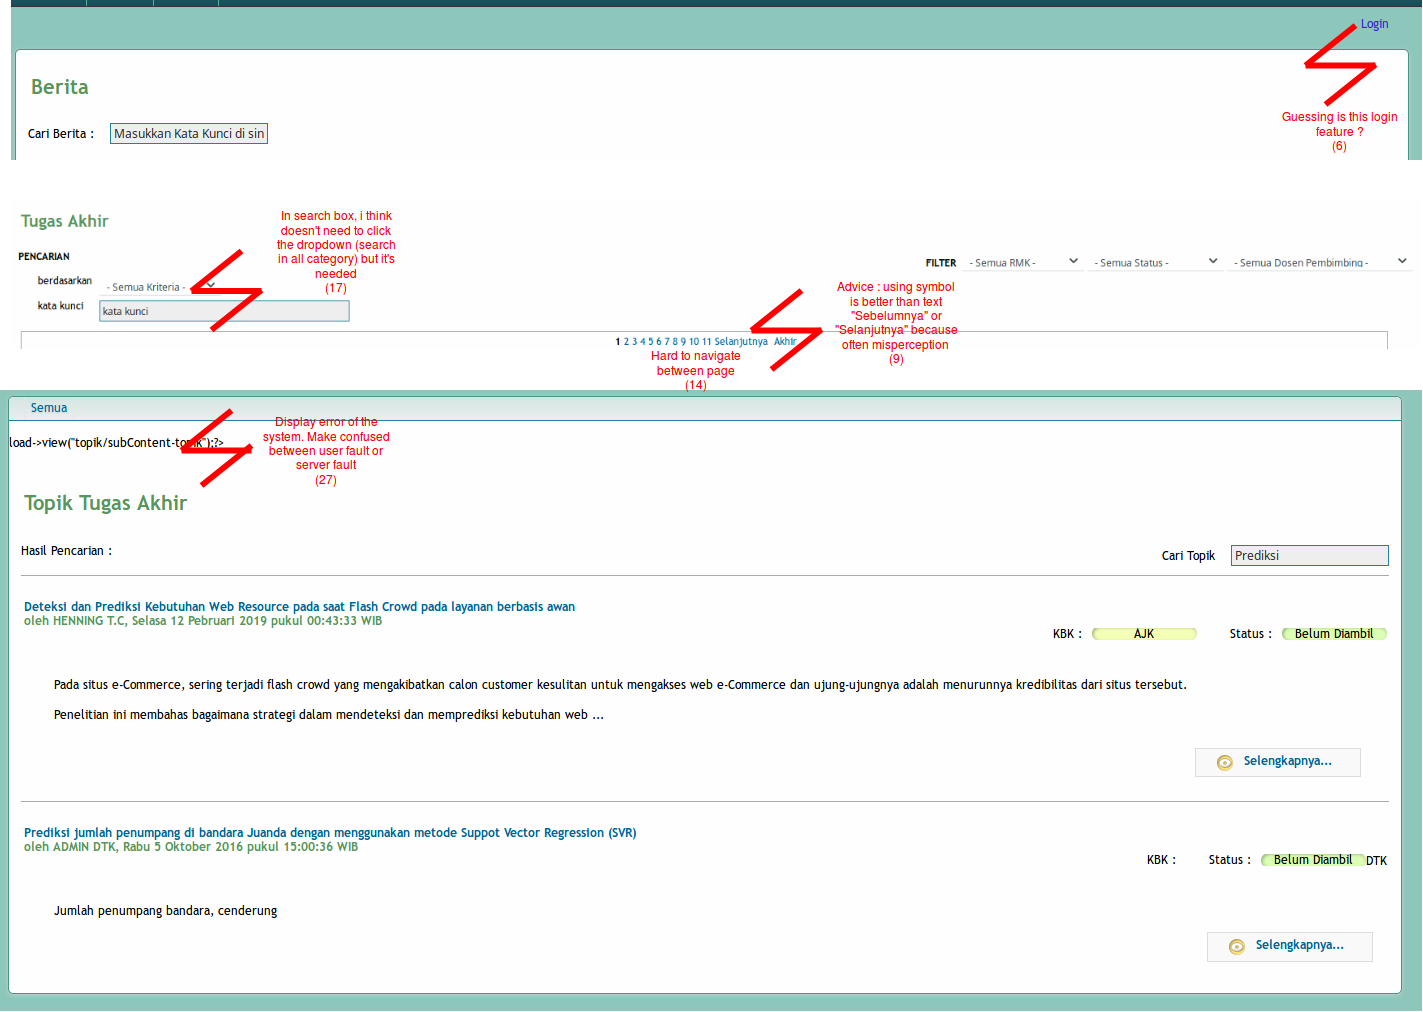 Login
Berita
Cari Berita :
Masukkan Kata Kunci di sin
Guessing is this login
feature ?
(6)
Tugas Akhir
PENCARIAN
berdasarkan
- Semua Kriteria -
kata kunci
kata kunci
In search box, i think
doesn't need to click
the dropdown (search
in all category) but it's
needed
(17)
FILTER
- Semua RMK -
- Semua Status -
- Semua Dosen Pembimbing -
Advice : using symbol
is better than text
"Sebelumnya" or
"Selanjutnya" because
often misperception
(9)
1 2 3 4 5 6 7 8 9 10 11 Selanjutnya Akhir
Hard to navigate
between page
(14)
Semua
load->view("topik/subContent-topik");?>
Display error of the
system. Make confused
between user fault or
server fault
(27)
Topik Tugas Akhir
Hasil Pencarian :
Cari Topik
Prediksi
Deteksi dan Prediksi Kebutuhan Web Resource pada saat Flash Crowd pada layanan berbasis awan
oleh HENNING T.C, Selasa 12 Pebruari 2019 pukul 00:43:33 WIB
KBK : AJK Status : Belum Diambil
Pada situs e-Commerce, sering terjadi flash crowd yang mengakibatkan calon customer kesulitan untuk mengakses web e-Commerce dan ujung-ujungnya adalah menurunnya kredibilitas dari situs tersebut.
Penelitian ini membahas bagaimana strategi dalam mendeteksi dan memprediksi kebutuhan web ...
Selengkapnya...
Prediksi jumlah penumpang di bandara Juanda dengan menggunakan metode Suppot Vector Regression (SVR)
oleh ADMIN DTK, Rabu 5 Oktober 2016 pukul 15:00:36 WIB
KBK : Status : Belum Diambil DTK
Jumlah penumpang bandara, cenderung
Selengkapnya...